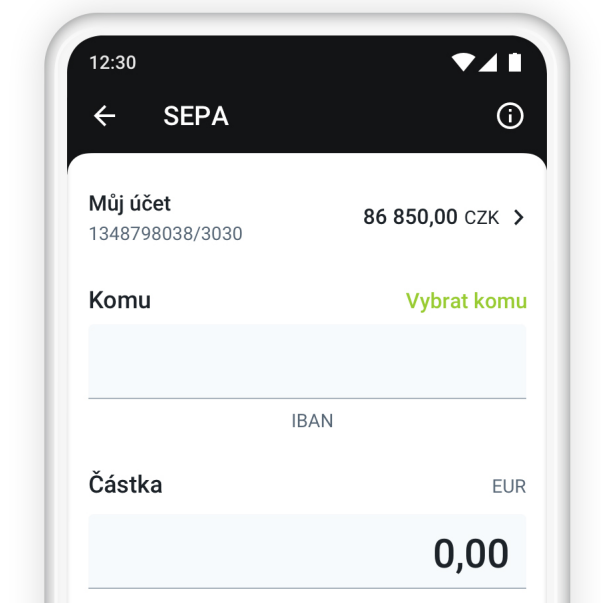 12:30
SEPA
Můj účet
86 850,00 CZK
1348798038/3030
Komu
Vybrat komu
IBAN
Částka
EUR
0,00